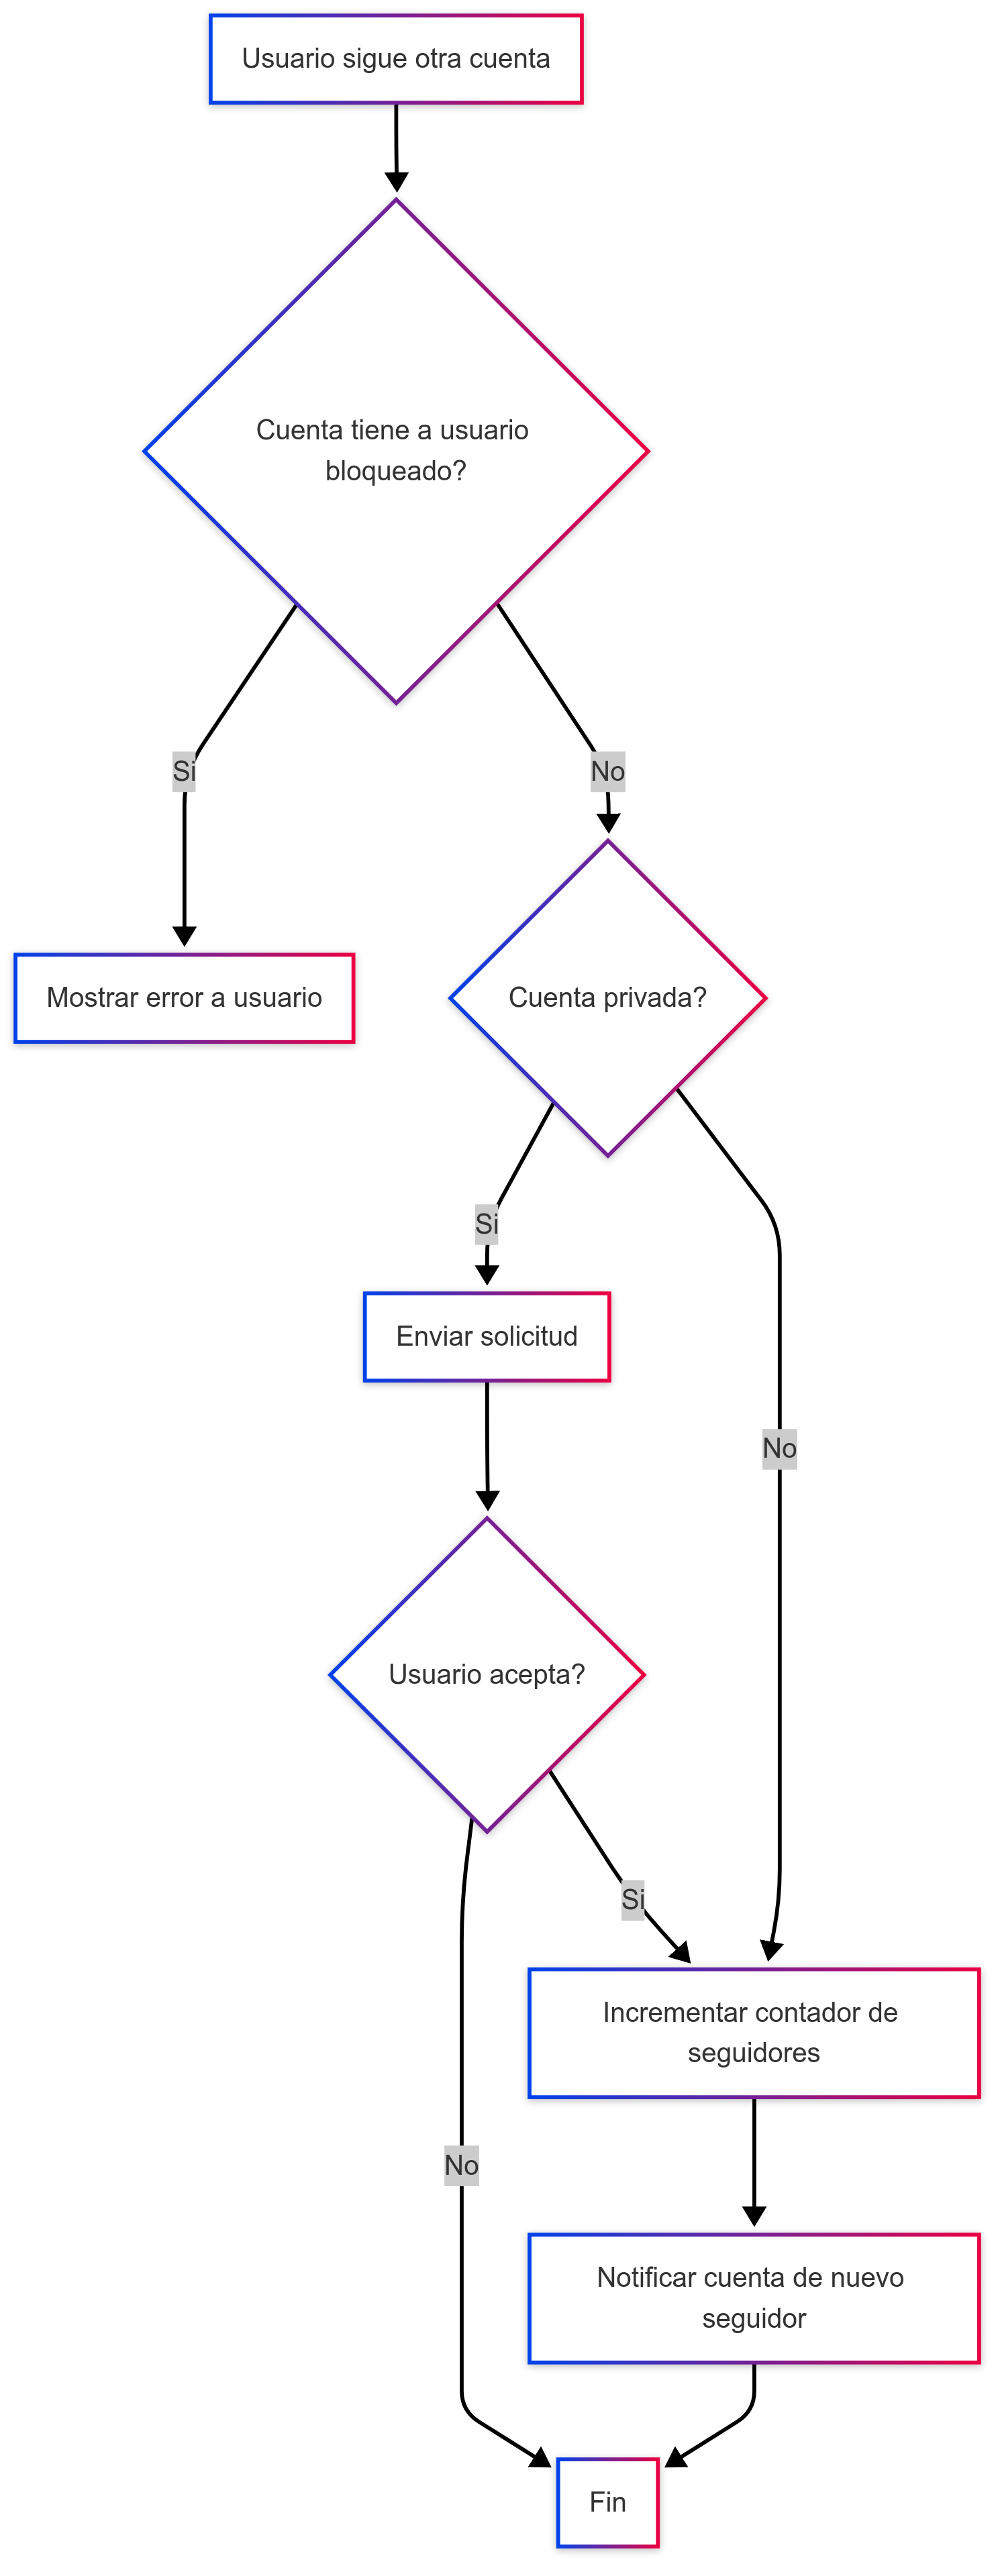 Usuario sigue otra cuenta
Cuenta tiene a usuario
bloqueado?
Si
No
Mostrar error a usuario
Cuenta privada?
Si
Enviar solicitud
No
Usuario acepta?
Si
Incrementar contador de
seguidores
No
Notificar cuenta de nuevo
seguidor
Fin